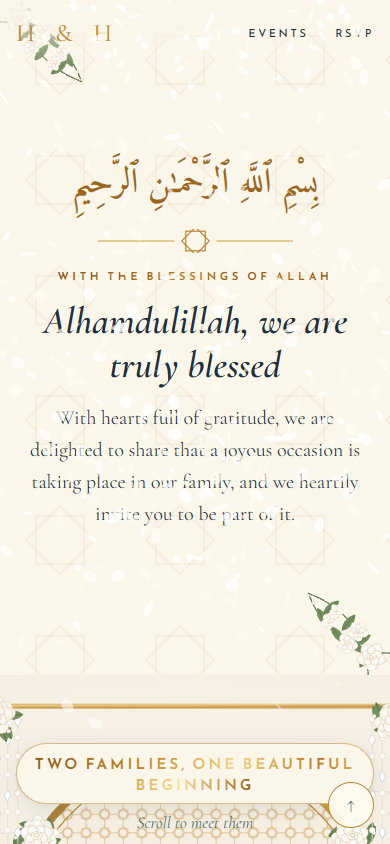 H & H
EVENTS RSVP
بِسْمِ ٱللَّهِ ٱلرَّحْمَـٰنِ ٱلرَّحِيمِ
WITH THE BLESSINGS OF ALLAH
Alhamdulillah, we are
truly blessed
With hearts full of gratitude, we are
delighted to share that a joyous occasion is
taking place in our family, and we heartily
invite you to be part of it.
TWO FAMILIES, ONE BEAUTIFUL
BEGINNING
↑
Scroll to meet them